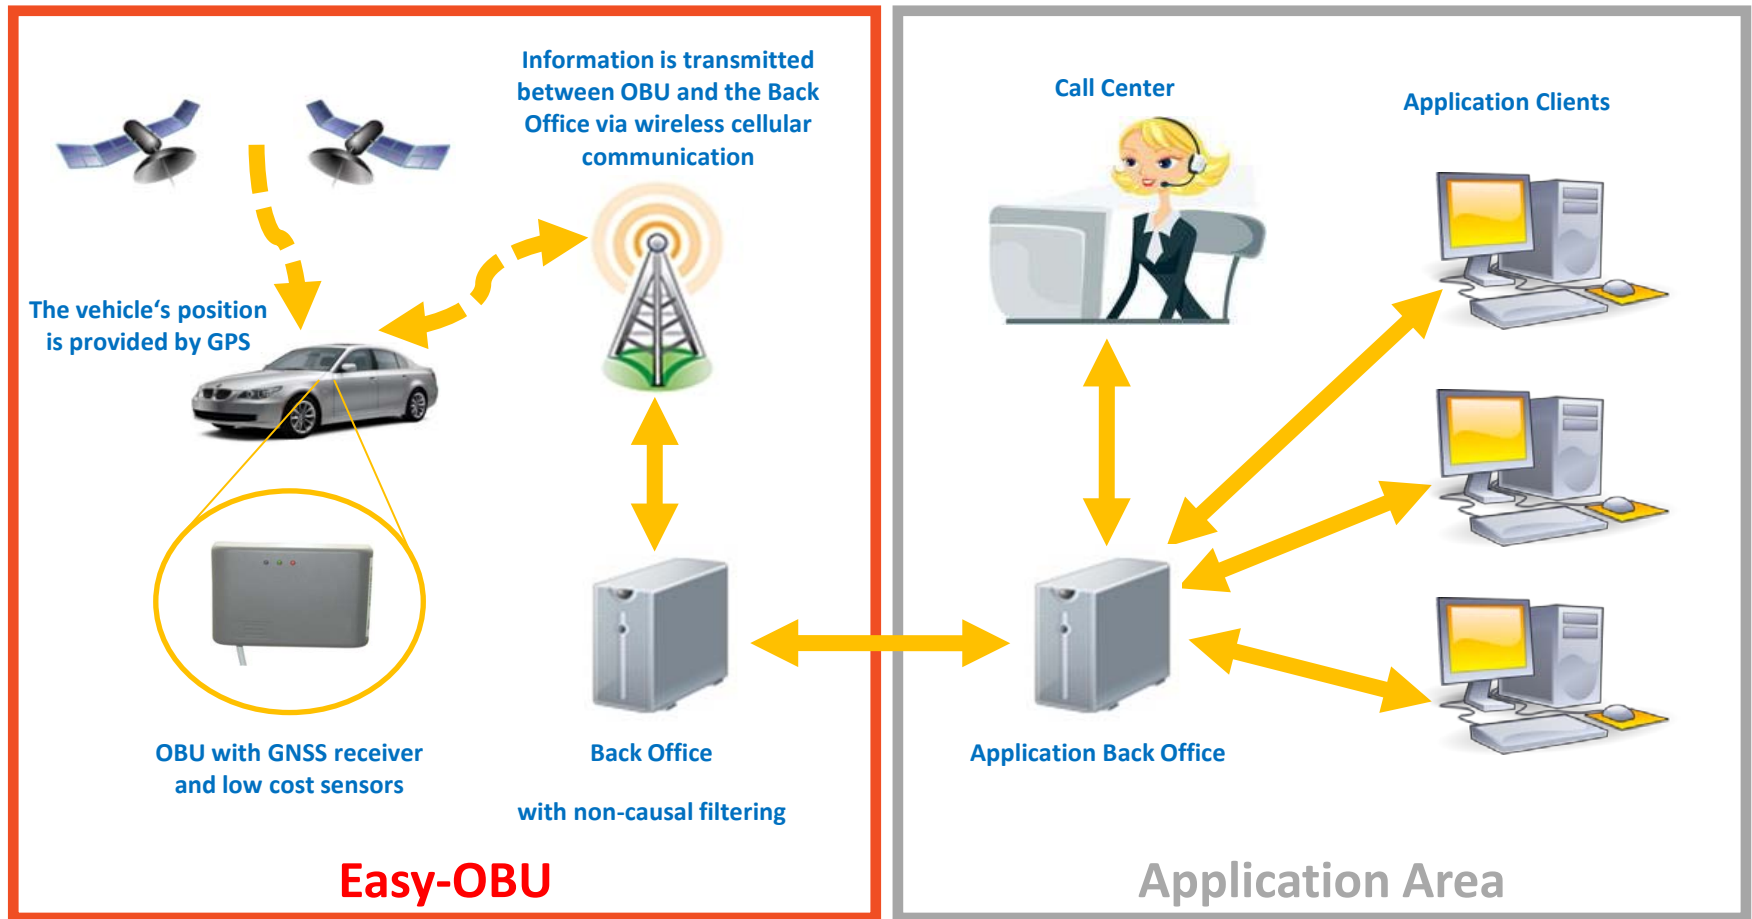 Information is transmitted
between OBU and the Back
Office via wireless cellular
communication
The vehicle‘s position
is provided by GPS
OBU with GNSS receiver
and low cost sensors
Back Office
with non-causal filtering
Easy-OBU
Call Center
Application Clients
Application Back Office
Application Area